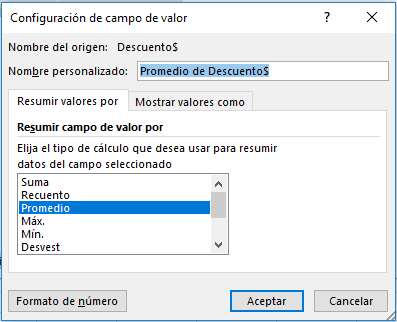 Configuración de campo de valor
Nombre del origen: Descuento$
Nombre personalizado: Promedio de Descuento$
Resumir valores por
Mostrar valores como
Resumir campo de valor por
Elija el tipo de cálculo que desea usar para resumir
datos del campo seleccionado
Suma
Recuento
Promedio
Máx.
Mín.
Desvest
Formato de número
Aceptar
Cancelar